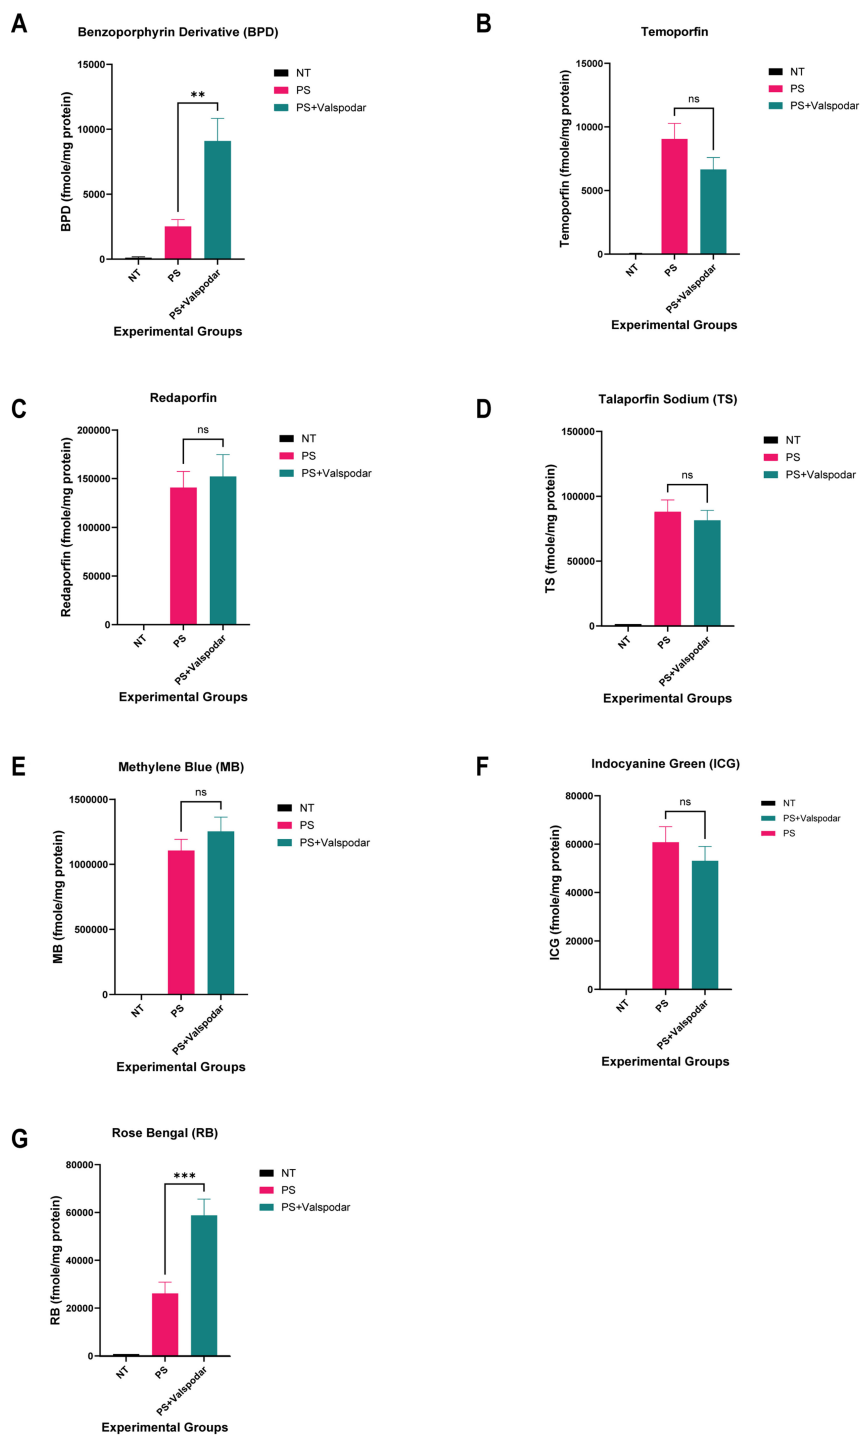 A
Benzoporphyrin Derivative (BPD)
BPD (fmole/mg protein)
15000
10000
5000
0
**
NT
PS
PS+Valspodar
NT
PS
PS+Valspodar
Experimental Groups
B
Temoporfin
Temoporfin (fmole/mg protein)
15000
10000
5000
0
ns
NT
PS
PS+Valspodar
NT
PS
PS+Valspodar
Experimental Groups
C
Redaporfin
Redaporfin (fmole/mg protein)
200000
150000
100000
50000
0
ns
NT
PS
PS+Valspodar
NT
PS
PS+Valspodar
Experimental Groups
D
Talaporfin Sodium (TS)
TS (fmole/mg protein)
150000
100000
50000
0
ns
NT
PS
PS+Valspodar
NT
PS
PS+Valspodar
Experimental Groups
E
Methylene Blue (MB)
MB (fmole/mg protein)
1500000
1000000
500000
0
ns
NT
PS
PS+Valspodar
NT
PS
PS+Valspodar
Experimental Groups
F
Indocyanine Green (ICG)
ICG (fmole/mg protein)
80000
60000
40000
20000
0
ns
NT
PS+Valspodar
PS
NT
PS
PS+Valspodar
Experimental Groups
G
Rose Bengal (RB)
RB (fmole/mg protein)
80000
60000
40000
20000
0
***
NT
PS
PS+Valspodar
NT
PS
PS+Valspodar
Experimental Groups